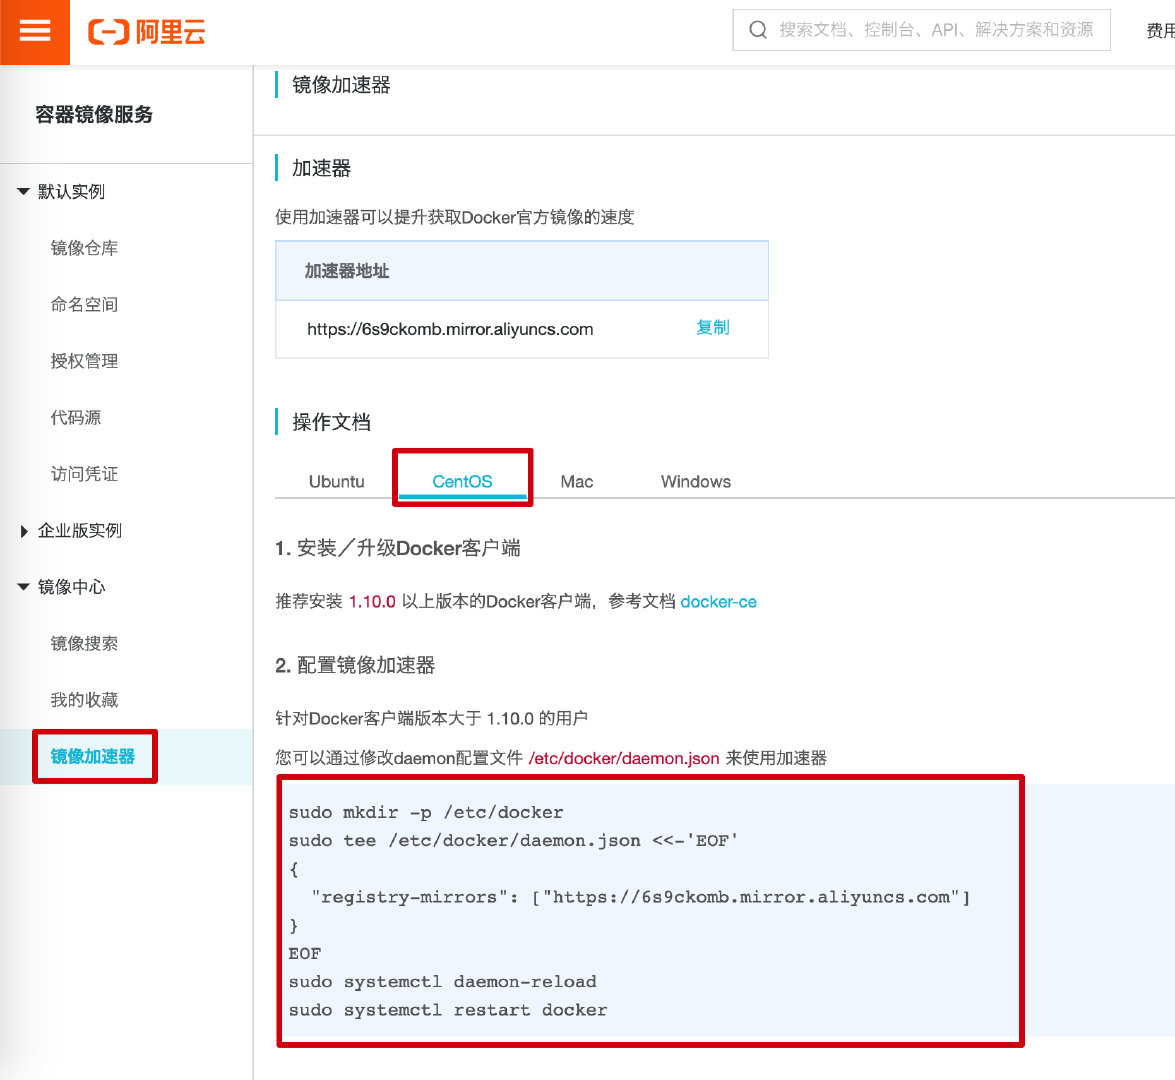 阿里云
搜索文档、控制台、API、解决方案和资源
费用
容器镜像服务
默认实例
镜像仓库
命名空间
授权管理
代码源
访问凭证
企业版实例
镜像中心
镜像搜索
我的收藏
镜像加速器
镜像加速器
加速器
使用加速器可以提升获取Docker官方镜像的速度
加速器地址
https://6s9ckomb.mirror.aliyuncs.com 复制
操作文档
Ubuntu CentOS Mac Windows
1. 安装／升级Docker客户端
推荐安装 1.10.0 以上版本的Docker客户端，参考文档 docker-ce
2. 配置镜像加速器
针对Docker客户端版本大于 1.10.0 的用户
您可以通过修改daemon配置文件 /etc/docker/daemon.json 来使用加速器
sudo mkdir -p /etc/docker
sudo tee /etc/docker/daemon.json <<-'EOF'
{
  "registry-mirrors": ["https://6s9ckomb.mirror.aliyuncs.com"]
}
EOF
sudo systemctl daemon-reload
sudo systemctl restart docker